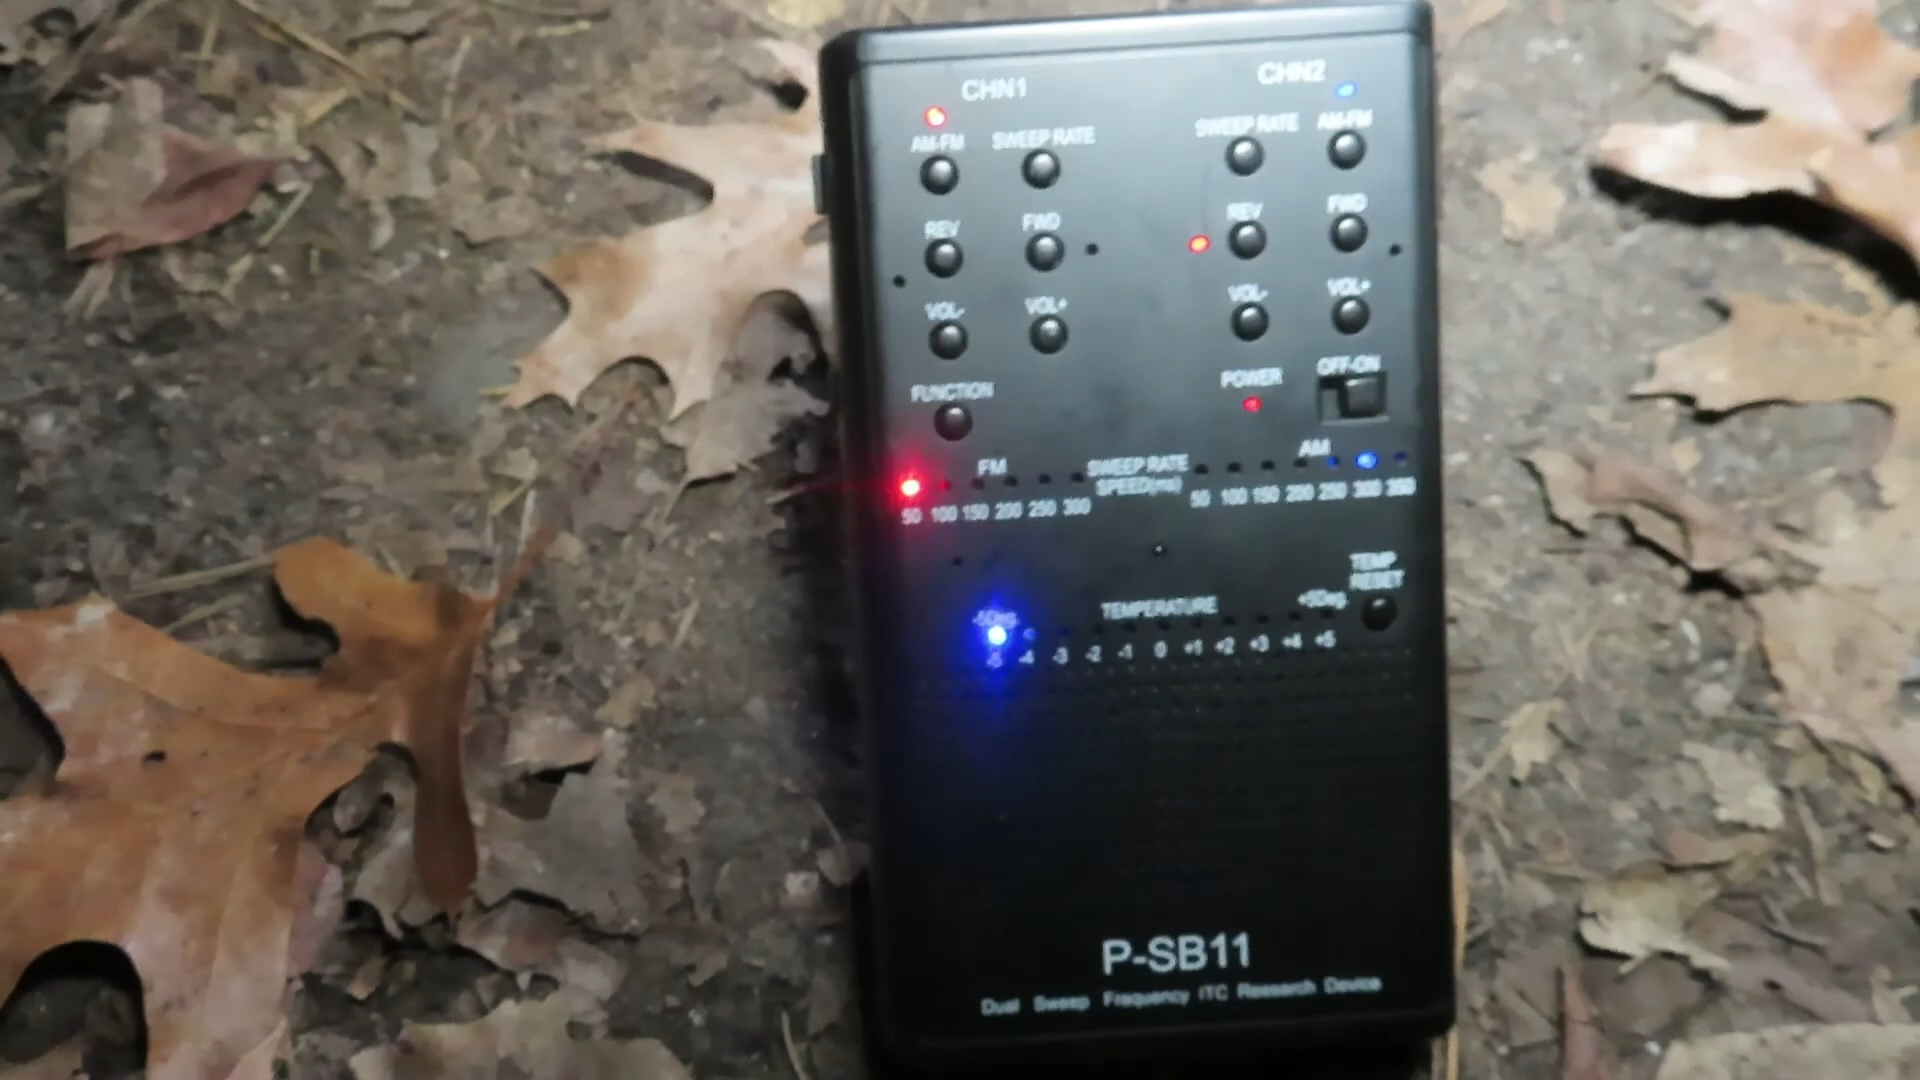 CHN1 CHN2
AM-FM SWEEP RATE SWEEP RATE AM-FM
REV FWD REV FWD
VOL- VOL+ VOL- VOL+
FUNCTION POWER OFF-ON
FM SWEEP RATE AM
SPEED(ms)
50 100 150 200 250 300 50 100 150 200 250 300 350
TEMP
RESET
-5Deg. TEMPERATURE +5Deg.
-5 -4 -3 -2 -1 0 +1 +2 +3 +4 +5
P-SB11
Dual Sweep Frequency ITC Research Device